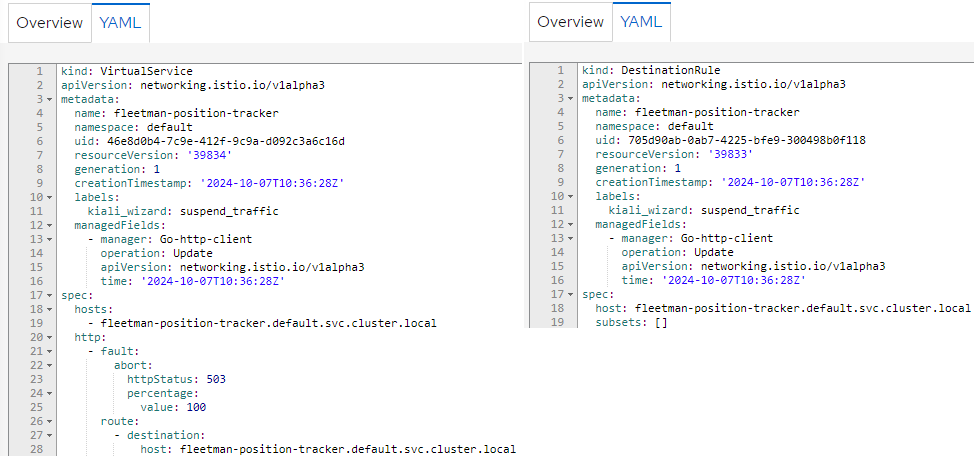 Overview YAML
1 kind: VirtualService
2 apiVersion: networking.istio.io/v1alpha3
3 metadata:
4 name: fleetman-position-tracker
5 namespace: default
6 uid: 46e8d0b4-7c9e-412f-9c9a-d092c3a6c16d
7 resourceVersion: '39834'
8 generation: 1
9 creationTimestamp: '2024-10-07T10:36:28Z'
10 labels:
11 kiali_wizard: suspend_traffic
12 managedFields:
13 - manager: Go-http-client
14 operation: Update
15 apiVersion: networking.istio.io/v1alpha3
16 time: '2024-10-07T10:36:28Z'
17 spec:
18 hosts:
19 - fleetman-position-tracker.default.svc.cluster.local
20 http:
21 - fault:
22 abort:
23 httpStatus: 503
24 percentage:
25 value: 100
26 route:
27 - destination:
28 host: fleetman-position-tracker.default.svc.cluster.local
Overview YAML
1 kind: DestinationRule
2 apiVersion: networking.istio.io/v1alpha3
3 metadata:
4 name: fleetman-position-tracker
5 namespace: default
6 uid: 705d90ab-0ab7-4225-bfe9-300498b0f118
7 resourceVersion: '39833'
8 generation: 1
9 creationTimestamp: '2024-10-07T10:36:28Z'
10 labels:
11 kiali_wizard: suspend_traffic
12 managedFields:
13 - manager: Go-http-client
14 operation: Update
15 apiVersion: networking.istio.io/v1alpha3
16 time: '2024-10-07T10:36:28Z'
17 spec:
18 host: fleetman-position-tracker.default.svc.cluster.local
19 subsets: []